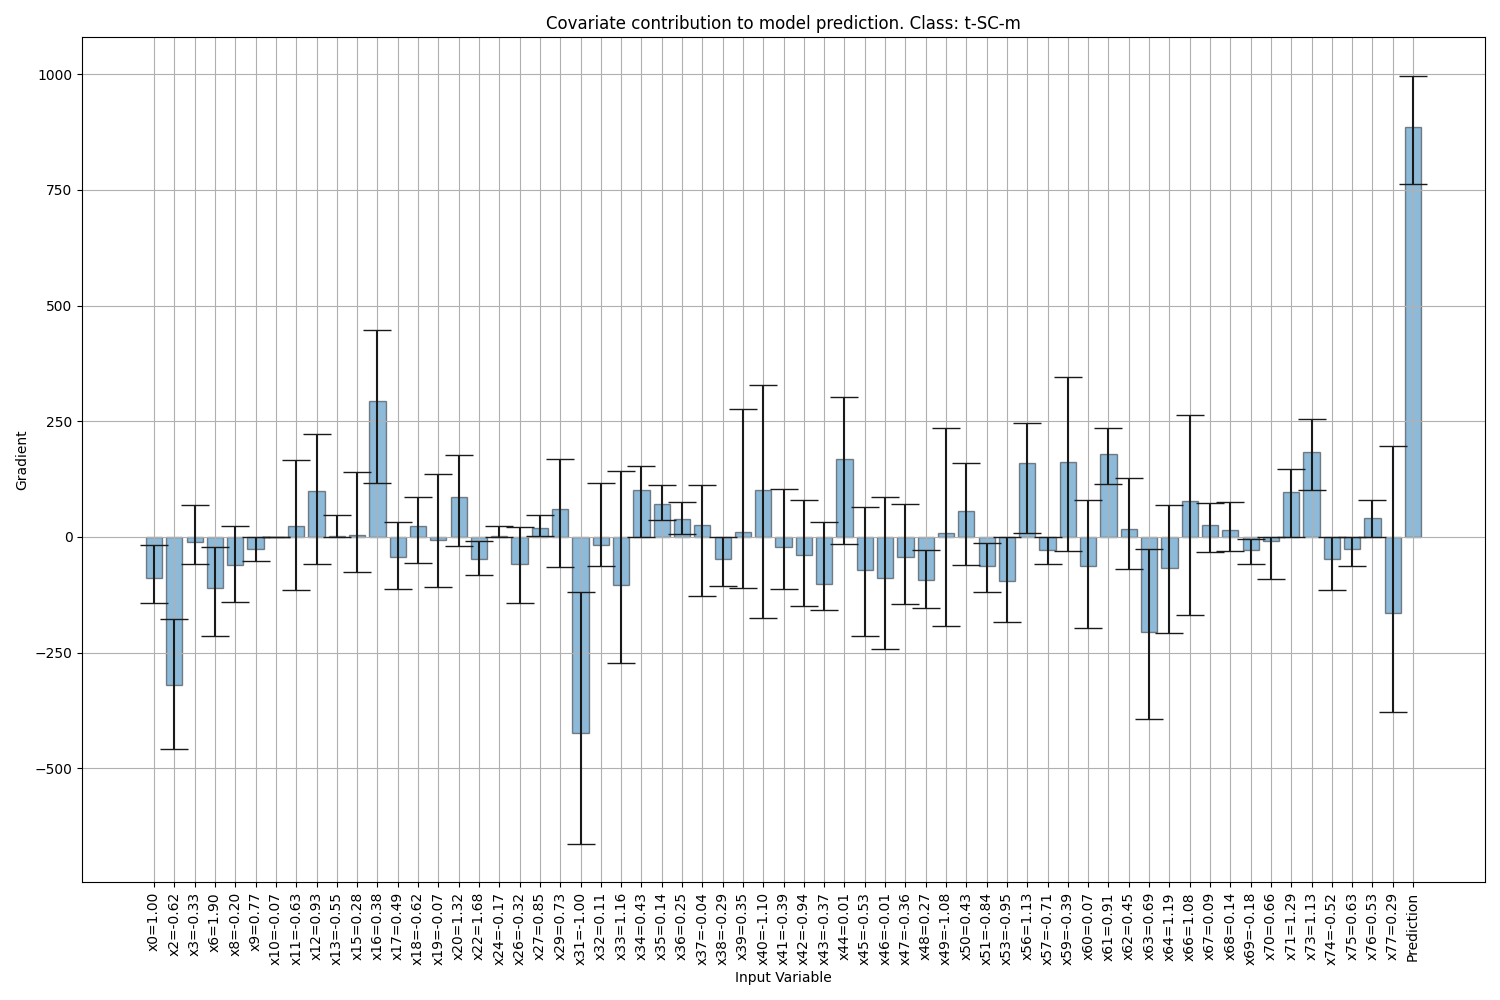 Covariate contribution to model prediction. Class: t-SC-m
Gradient
1000
750
500
250
0
−250
−500
x0=1.00
x2=-0.62
x3=-0.33
x6=1.90
x8=-0.20
x9=0.77
x10=-0.07
x11=-0.63
x12=0.93
x13=-0.55
x15=0.28
x16=0.38
x17=0.49
x18=-0.62
x19=-0.07
x20=1.32
x22=1.68
x24=-0.17
x26=-0.32
x27=0.85
x29=0.73
x31=-1.00
x32=0.11
x33=1.16
x34=0.43
x35=0.14
x36=0.25
x37=-0.04
x38=-0.29
x39=0.35
x40=-1.10
x41=-0.39
x42=-0.94
x43=-0.37
x44=0.01
x45=-0.53
x46=-0.01
x47=-0.36
x48=0.27
x49=-1.08
x50=0.43
x51=-0.84
x53=-0.95
x56=1.13
x57=-0.71
x59=-0.39
x60=0.07
x61=0.91
x62=0.45
x63=0.69
x64=1.19
x66=1.08
x67=0.09
x68=0.14
x69=-0.18
x70=0.66
x71=1.29
x73=1.13
x74=-0.52
x75=0.63
x76=0.53
x77=0.29
Prediction
Input Variable